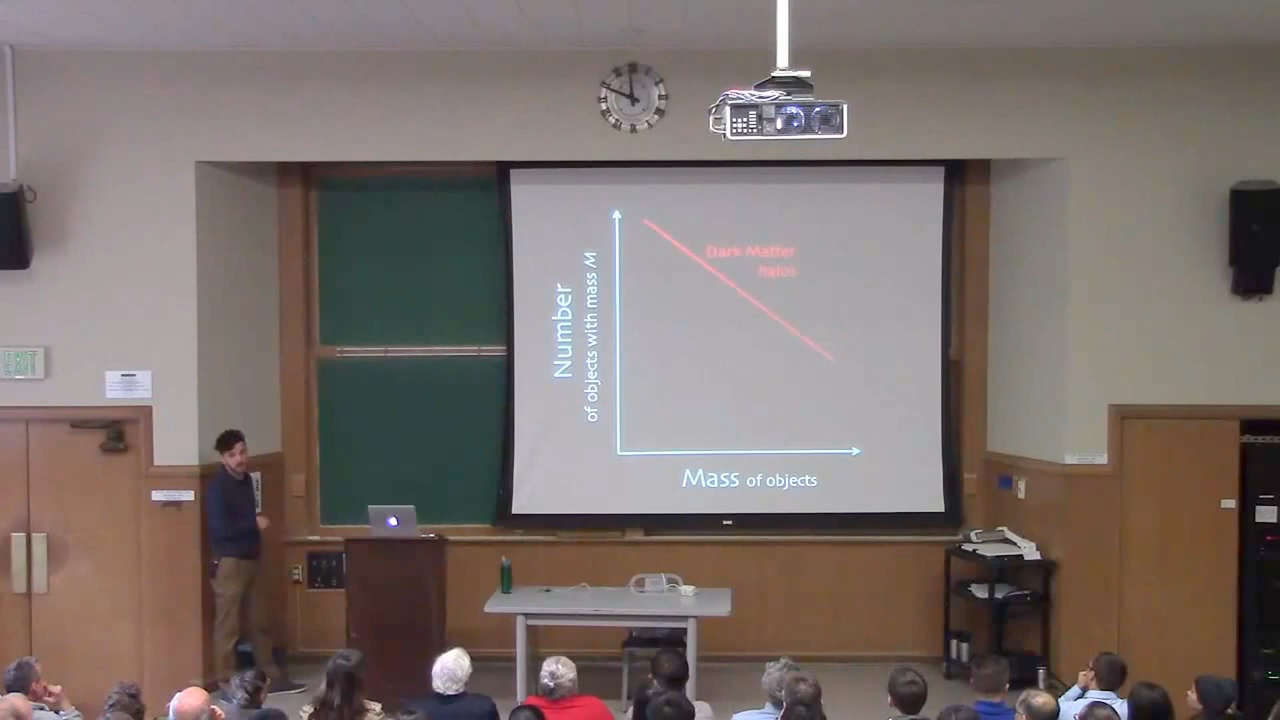 Dark Matter
halos
Number
of objects with mass M
Mass of objects
EXIT